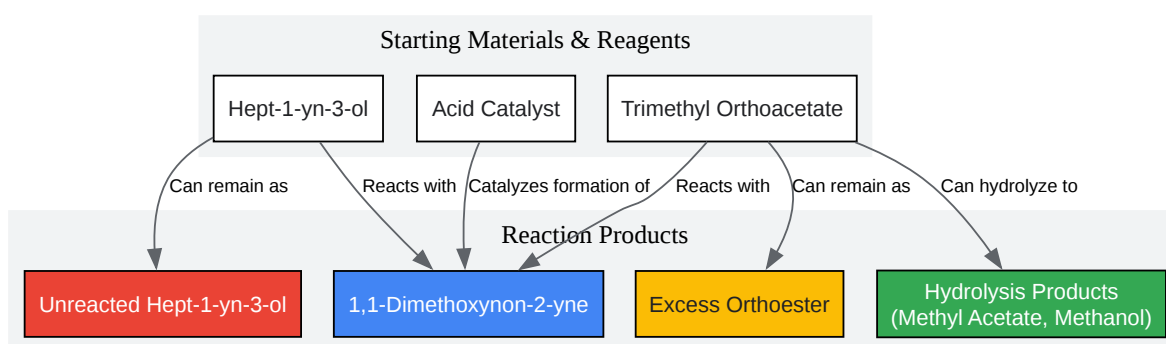 Starting Materials & Reagents
Hept-1-yn-3-ol
Acid Catalyst
Trimethyl Orthoacetate
Can remain as
Reacts with
Catalyzes formation of
Reacts with
Can remain as
Can hydrolyze to
Reaction Products
Unreacted Hept-1-yn-3-ol
1,1-Dimethoxynon-2-yne
Excess Orthoester
Hydrolysis Products
(Methyl Acetate, Methanol)